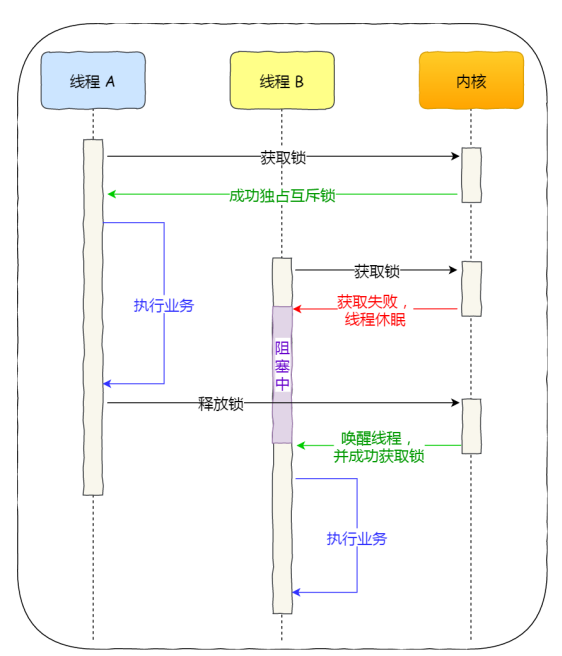 线程 A
线程 B
内核
获取锁
成功独占互斥锁
获取锁
执行业务
获取失败，
线程休眠
阻
塞
中
释放锁
唤醒线程，
并成功获取锁
执行业务